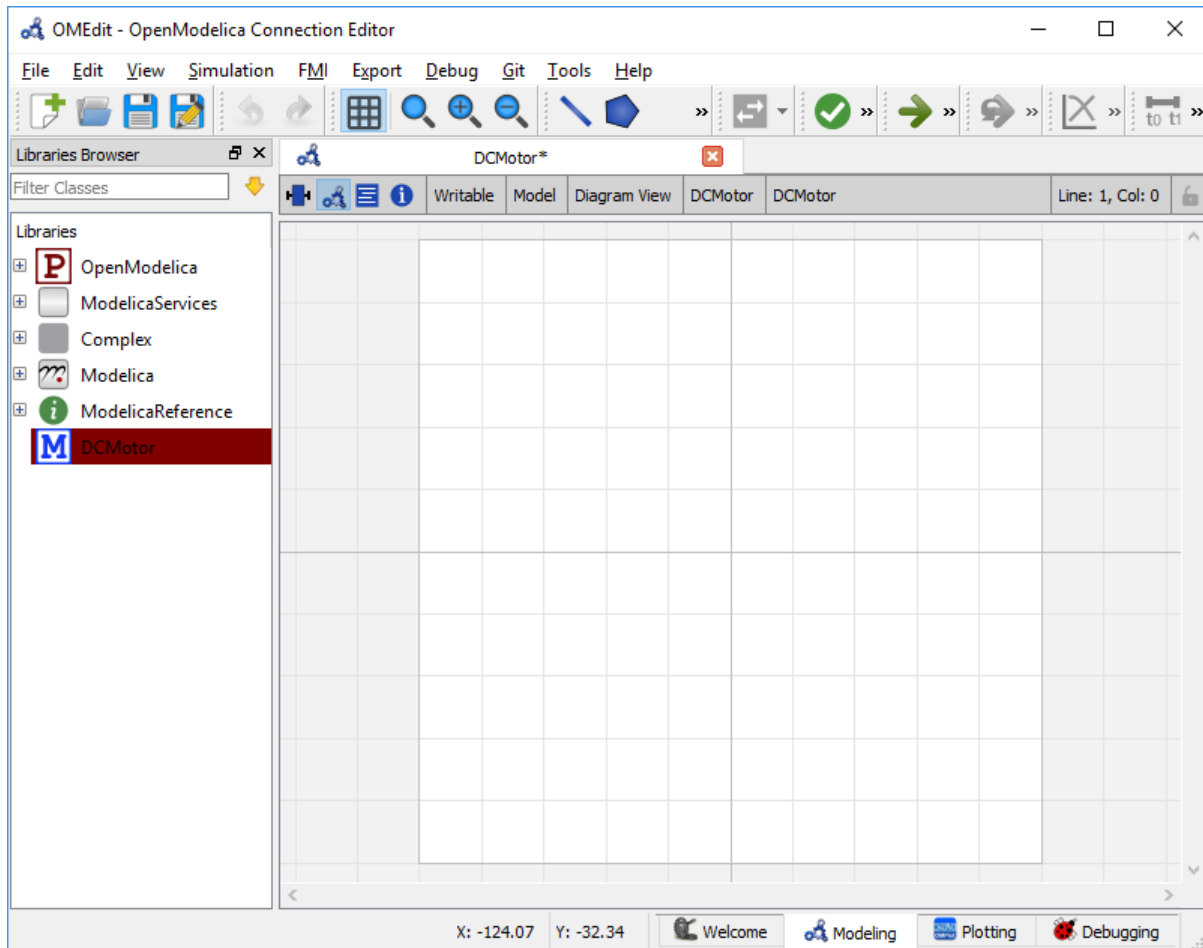 OMEdit - OpenModelica Connection Editor
File Edit View Simulation FMI Export Debug Git Tools Help
to t1
Libraries Browser
DCMotor*
Filter Classes
Writable Model Diagram View DCMotor DCMotor Line: 1, Col: 0
Libraries
P OpenModelica
ModelicaServices
Complex
Modelica
i ModelicaReference
M DCMotor
X: -124.07 Y: -32.34 Welcome Modeling Plotting Debugging